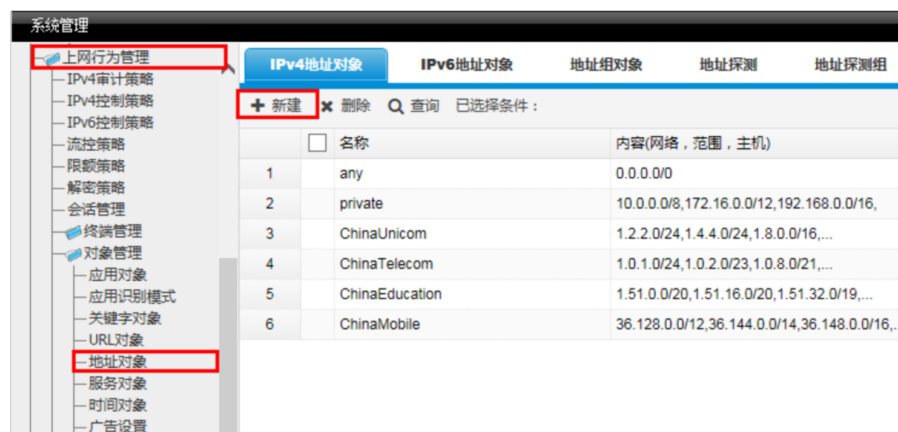 系统管理
上网行为管理
IPv4审计策略
IPv4控制策略
IPv6控制策略
流控策略
限额策略
解密策略
会话管理
终端管理
对象管理
应用对象
应用识别模式
关键字对象
URL对象
地址对象
服务对象
时间对象
广告设置
IPv4地址对象 IPv6地址对象 地址组对象 地址探测 地址探测组
新建 删除 查询 已选择条件：
名称 内容(网络，范围，主机)
1 any 0.0.0.0/0
2 private 10.0.0.0/8,172.16.0.0/12,192.168.0.0/16,
3 ChinaUnicom 1.2.2.0/24,1.4.4.0/24,1.8.0.0/16,...
4 ChinaTelecom 1.0.1.0/24,1.0.2.0/23,1.0.8.0/21,...
5 ChinaEducation 1.51.0.0/20,1.51.16.0/20,1.51.32.0/19,...
6 ChinaMobile 36.128.0.0/12,36.144.0.0/14,36.148.0.0/16,..